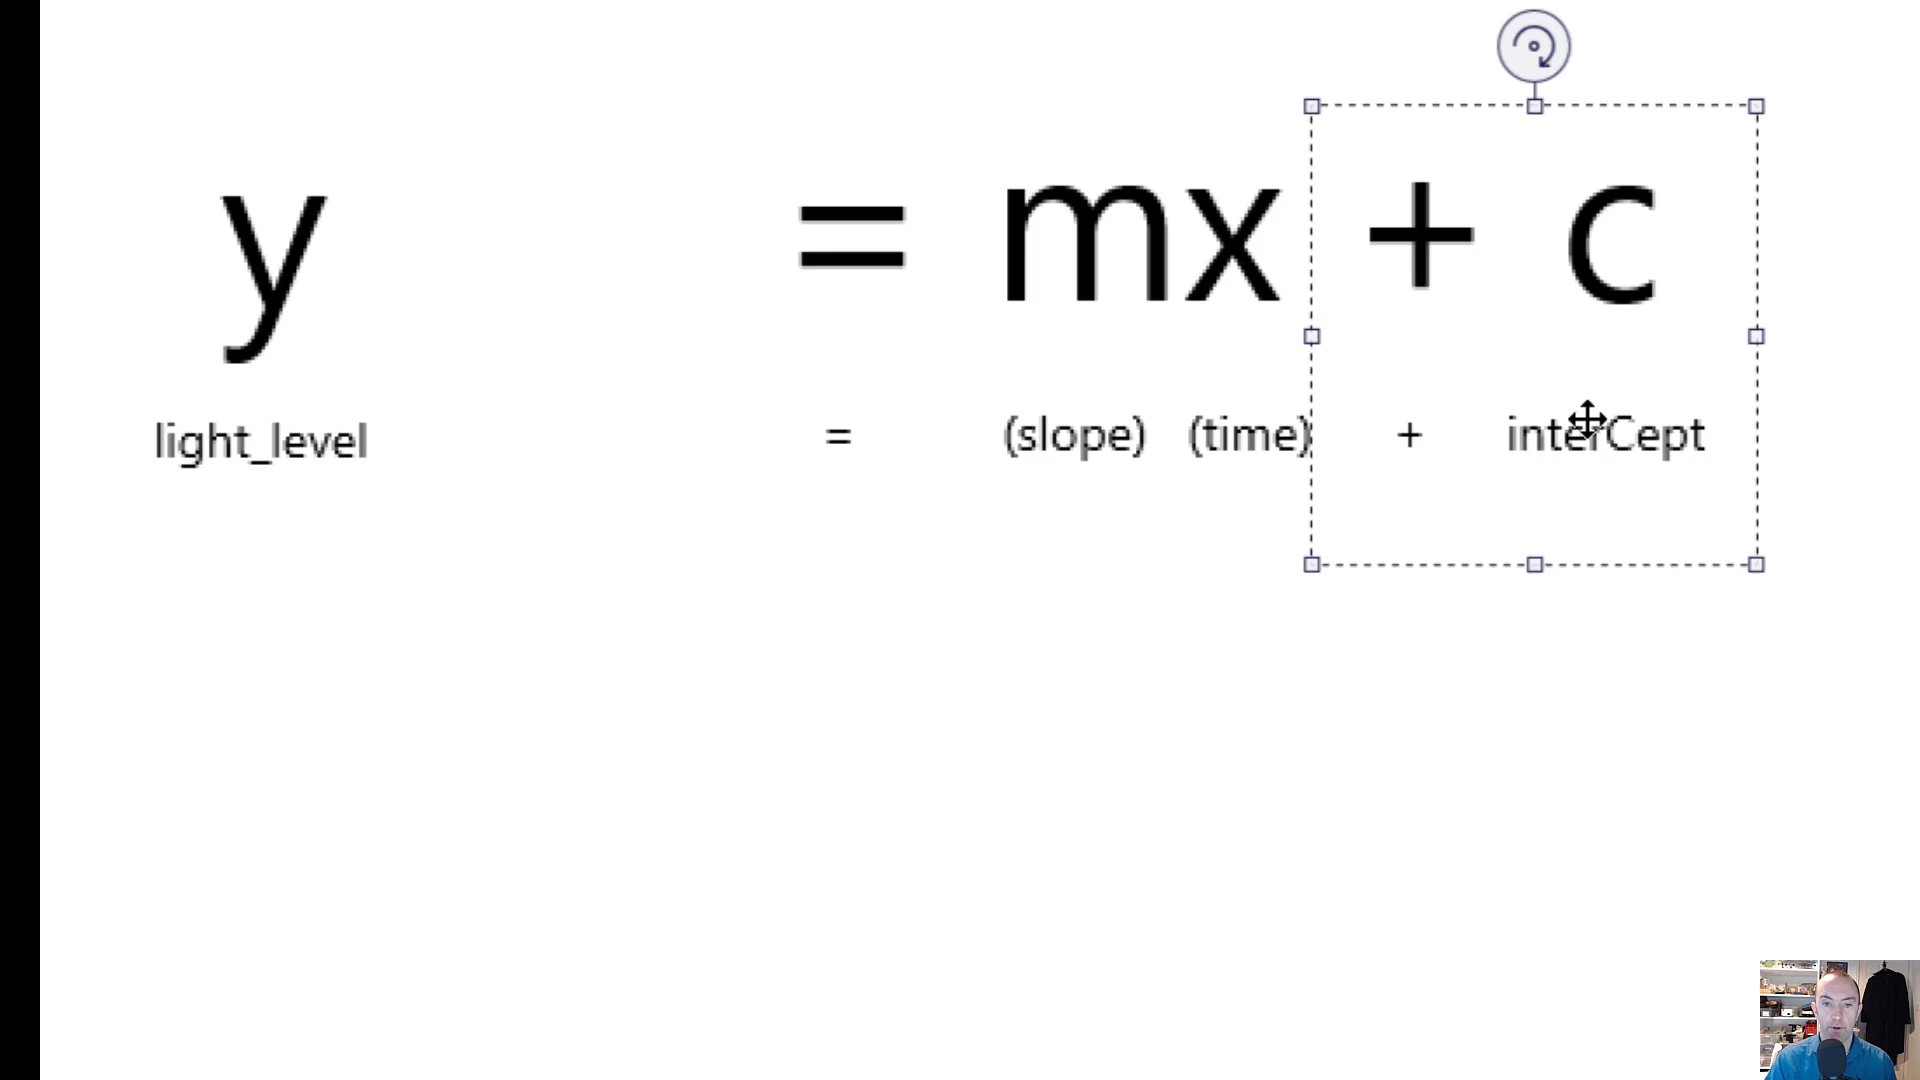 y = mx + c
light_level = (slope) (time) + interCept